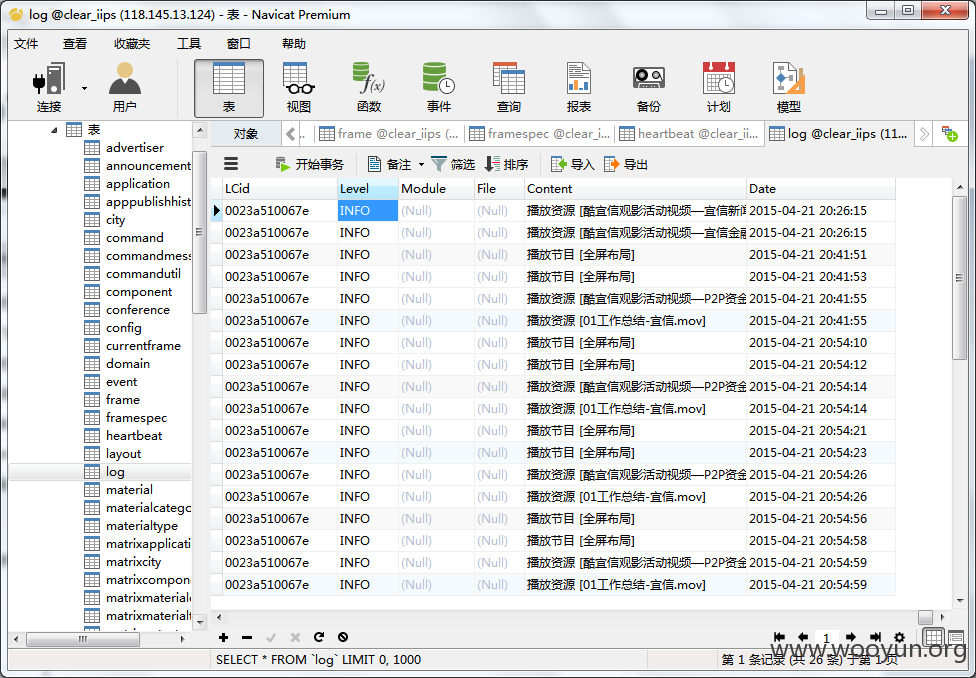 log @clear_iips (118.145.13.124) - 表 - Navicat Premium
文件 查看 收藏夹 工具 窗口 帮助
连接 用户 表 视图 函数 事件 查询 报表 备份 计划 模型
对象 frame @clear_iips (... framespec @clear_i... heartbeat @clear_ii... log @clear_iips (11...
开始事务 备注 筛选 排序 导入 导出
表
advertiser
announcement
application
apppublishhist
city
command
commandmess
commandutil
component
conference
config
currentframe
domain
event
frame
framespec
heartbeat
layout
log
material
materialcatego
materialtype
matrixapplicati
matrixcity
matrixcompon
matrixmateriale
matrixmaterialt
LCid Level Module File Content Date
0023a510067e INFO (Null) (Null) 播放资源 [酷宜信观影活动视频—宜信新 2015-04-21 20:26:15
0023a510067e INFO (Null) (Null) 播放资源 [酷宜信观影活动视频—宜信金融 2015-04-21 20:26:15
0023a510067e INFO (Null) (Null) 播放节目 [全屏布局] 2015-04-21 20:41:51
0023a510067e INFO (Null) (Null) 播放节目 [全屏布局] 2015-04-21 20:41:53
0023a510067e INFO (Null) (Null) 播放资源 [酷宜信观影活动视频—P2P资金 2015-04-21 20:41:55
0023a510067e INFO (Null) (Null) 播放资源 [01工作总结-宜信.mov] 2015-04-21 20:41:55
0023a510067e INFO (Null) (Null) 播放节目 [全屏布局] 2015-04-21 20:54:10
0023a510067e INFO (Null) (Null) 播放节目 [全屏布局] 2015-04-21 20:54:12
0023a510067e INFO (Null) (Null) 播放资源 [酷宜信观影活动视频—P2P资金 2015-04-21 20:54:14
0023a510067e INFO (Null) (Null) 播放资源 [01工作总结-宜信.mov] 2015-04-21 20:54:14
0023a510067e INFO (Null) (Null) 播放节目 [全屏布局] 2015-04-21 20:54:21
0023a510067e INFO (Null) (Null) 播放节目 [全屏布局] 2015-04-21 20:54:23
0023a510067e INFO (Null) (Null) 播放资源 [酷宜信观影活动视频—P2P资金 2015-04-21 20:54:26
0023a510067e INFO (Null) (Null) 播放资源 [01工作总结-宜信.mov] 2015-04-21 20:54:26
0023a510067e INFO (Null) (Null) 播放节目 [全屏布局] 2015-04-21 20:54:56
0023a510067e INFO (Null) (Null) 播放节目 [全屏布局] 2015-04-21 20:54:58
0023a510067e INFO (Null) (Null) 播放资源 [酷宜信观影活动视频—P2P资金 2015-04-21 20:54:59
0023a510067e INFO (Null) (Null) 播放资源 [01工作总结-宜信.mov] 2015-04-21 20:54:59
1
SELECT * FROM `log` LIMIT 0, 1000 第 1 条记录 (共 26 条) 于第 1 页
www.wooyun.org